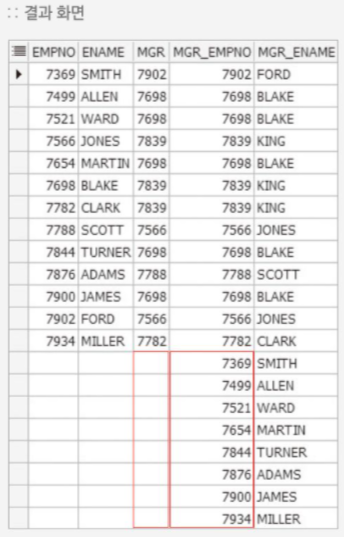 :: 결과 화면
EMPNO ENAME MGR MGR_EMPNO MGR_ENAME
7369 SMITH 7902 7902 FORD
7499 ALLEN 7698 7698 BLAKE
7521 WARD 7698 7698 BLAKE
7566 JONES 7839 7839 KING
7654 MARTIN 7698 7698 BLAKE
7698 BLAKE 7839 7839 KING
7782 CLARK 7839 7839 KING
7788 SCOTT 7566 7566 JONES
7844 TURNER 7698 7698 BLAKE
7876 ADAMS 7788 7788 SCOTT
7900 JAMES 7698 7698 BLAKE
7902 FORD 7566 7566 JONES
7934 MILLER 7782 7782 CLARK
7369 SMITH
7499 ALLEN
7521 WARD
7654 MARTIN
7844 TURNER
7876 ADAMS
7900 JAMES
7934 MILLER